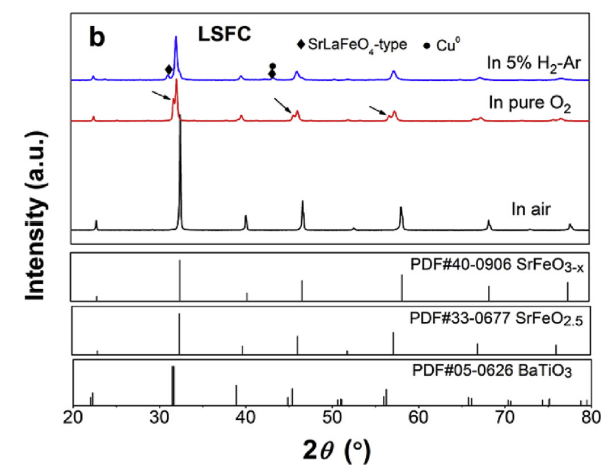 b
LSFC
◆ SrLaFeO₄-type ● Cu⁰
In 5% H₂-Ar
In pure O₂
In air
Intensity (a.u.)
PDF#40-0906 SrFeO₃₋ₓ
PDF#33-0677 SrFeO₂.₅
PDF#05-0626 BaTiO₃
20 30 40 50 60 70 80
2θ (°)